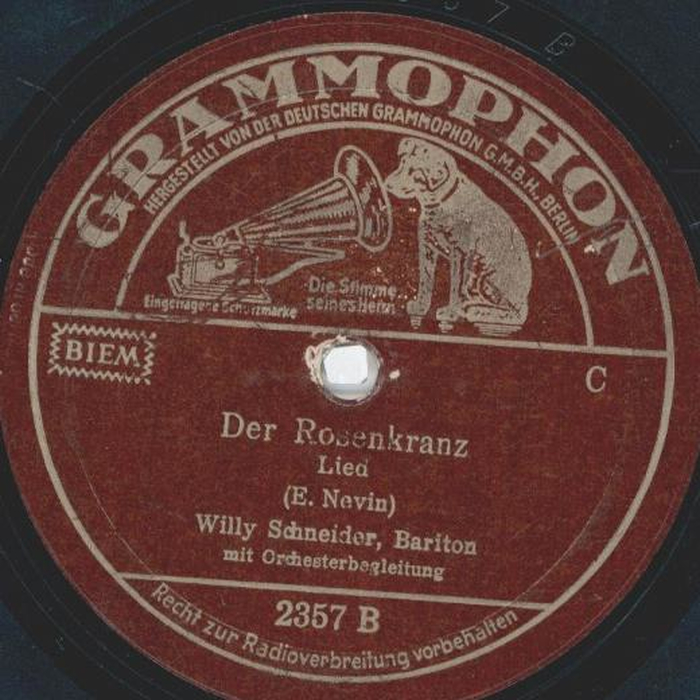 GRAMMOPHON
HERGESTELLT VON DER DEUTSCHEN GRAMMOPHON G.M.B.H., BERLIN
Die Stimme
seines Herrn
Eingetragene Schutzmarke
BIEM
C
Der Rosenkranz
Lied
(E. Nevin)
Willy Schneider, Bariton
mit Orchesterbegleitung
2357 B
Recht zur Radioverbreitung vorbehalten